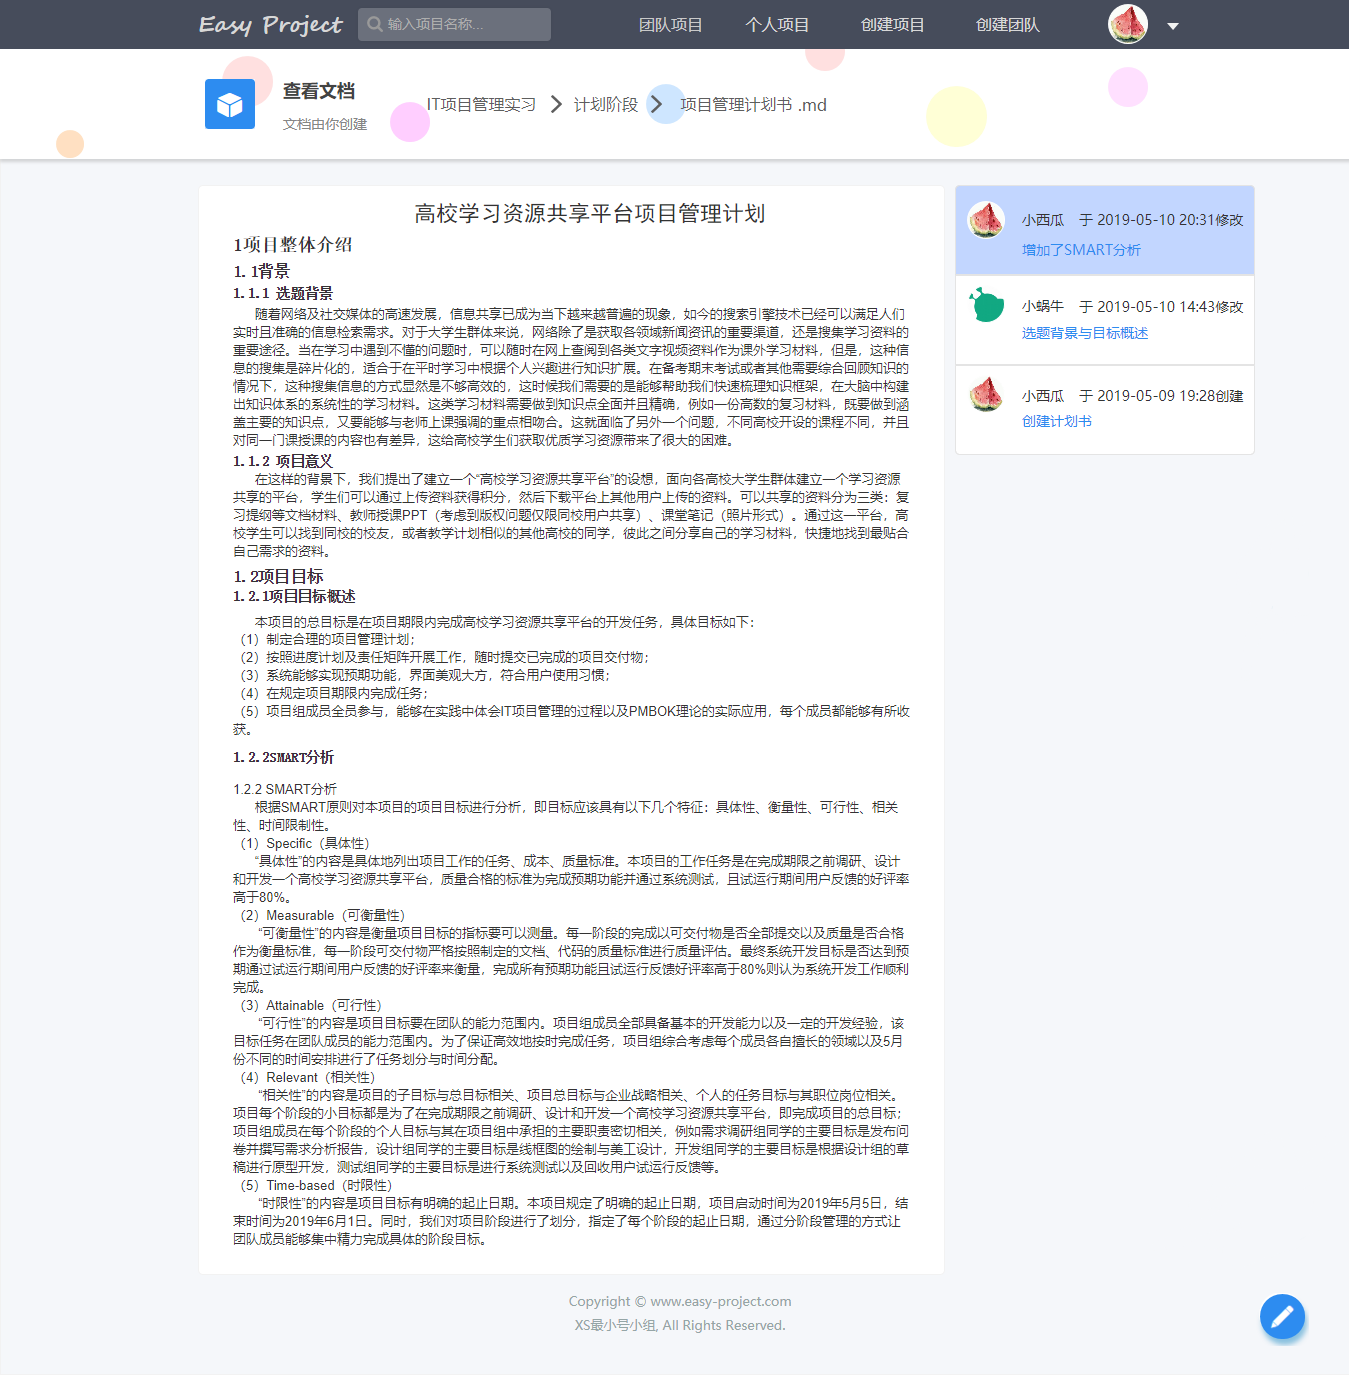 Easy Project
输入项目名称...
团队项目
个人项目
创建项目
创建团队
查看文档
文档由你创建
IT项目管理实习
计划阶段
项目管理计划书 .md
高校学习资源共享平台项目管理计划
1项目整体介绍
1.1背景
1.1.1 选题背景
随着网络及社交媒体的高速发展，信息共享已成为当下越来越普遍的现象，如今的搜索引擎技术已经可以满足人们
实时且准确的信息检索需求。对于大学生群体来说，网络除了是获取各领域新闻资讯的重要渠道，还是搜集学习资料的
重要途径。当在学习中遇到不懂的问题时，可以随时在网上查阅到各类文字视频资料作为课外学习材料，但是，这种信
息的搜集是碎片化的，适合于在平时学习中根据个人兴趣进行知识扩展。在备考期末考试或者其他需要综合回顾知识的
情况下，这种搜集信息的方式显然是不够高效的，这时候我们需要的是能够帮助我们快速梳理知识框架，在大脑中构建
出知识体系的系统性的学习材料。这类学习材料需要做到知识点全面并且精确，例如一份高数的复习材料，既要做到涵
盖主要的知识点，又要能够与老师上课强调的重点相吻合。这就面临了另外一个问题，不同高校开设的课程不同，并且
对同一门课授课的内容也有差异，这给高校学生们获取优质学习资源带来了很大的困难。
1.1.2 项目意义
在这样的背景下，我们提出了建立一个“高校学习资源共享平台”的设想，面向各高校大学生群体建立一个学习资源
共享的平台，学生们可以通过上传资料获得积分，然后下载平台上其他用户上传的资料。可以共享的资料分为三类：复
习提纲等文档材料、教师授课PPT（考虑到版权问题仅限同校用户共享）、课堂笔记（照片形式）。通过这一平台，高
校学生可以找到同校的校友，或者教学计划相似的其他高校的同学，彼此之间分享自己的学习材料，快捷地找到最贴合
自己需求的资料。
1.2项目目标
1.2.1项目目标概述
本项目的总目标是在项目期限内完成高校学习资源共享平台的开发任务，具体目标如下：
（1）制定合理的项目管理计划；
（2）按照进度计划及责任矩阵开展工作，随时提交已完成的项目交付物；
（3）系统能够实现预期功能，界面美观大方，符合用户使用习惯；
（4）在规定项目期限内完成任务；
（5）项目组成员全员参与，能够在实践中体会IT项目管理的过程以及PMBOK理论的实际应用，每个成员都能够有所收
获。
1.2.2SMART分析
1.2.2 SMART分析
根据SMART原则对本项目的项目目标进行分析，即目标应该具有以下几个特征：具体性、衡量性、可行性、相关
性、时间限制性。
（1）Specific（具体性）
“具体性”的内容是具体地列出项目工作的任务、成本、质量标准。本项目的工作任务是在完成期限之前调研、设计
和开发一个高校学习资源共享平台，质量合格的标准为完成预期功能并通过系统测试，且试运行期间用户反馈的好评率
高于80%。
（2）Measurable（可衡量性）
“可衡量性”的内容是衡量项目目标的指标要可以测量。每一阶段的完成以可交付物是否全部提交以及质量是否合格
作为衡量标准，每一阶段可交付物严格按照制定的文档、代码的质量标准进行质量评估。最终系统开发目标是否达到预
期通过试运行期间用户反馈的好评率来衡量，完成所有预期功能且试运行反馈好评率高于80%则认为系统开发工作顺利
完成。
（3）Attainable（可行性）
“可行性”的内容是项目目标要在团队的能力范围内。项目组成员全部具备基本的开发能力以及一定的开发经验，该
目标任务在团队成员的能力范围内。为了保证高效地按时完成任务，项目组综合考虑每个成员各自擅长的领域以及5月
份不同的时间安排进行了任务划分与时间分配。
（4）Relevant（相关性）
“相关性”的内容是项目的子目标与总目标相关、项目总目标与企业战略相关、个人的任务目标与其职位岗位相关。
项目每个阶段的小目标都是为了在完成期限之前调研、设计和开发一个高校学习资源共享平台，即完成项目的总目标；
项目组成员在每个阶段的个人目标与其在项目组中承担的主要职责密切相关，例如需求调研组同学的主要目标是发布问
卷并撰写需求分析报告，设计组同学的主要目标是线框图的绘制与美工设计，开发组同学的主要目标是根据设计组的草
稿进行原型开发，测试组同学的主要目标是进行系统测试以及回收用户试运行反馈等。
（5）Time-based（时限性）
“时限性”的内容是项目目标有明确的起止日期。本项目规定了明确的起止日期，项目启动时间为2019年5月5日，结
束时间为2019年6月1日。同时，我们对项目阶段进行了划分，指定了每个阶段的起止日期，通过分阶段管理的方式让
团队成员能够集中精力完成具体的阶段目标。
小西瓜 于 2019-05-10 20:31修改
增加了SMART分析
小蜗牛 于 2019-05-10 14:43修改
选题背景与目标概述
小西瓜 于 2019-05-09 19:28创建
创建计划书
Copyright © www.easy-project.com
XS最小号小组, All Rights Reserved.